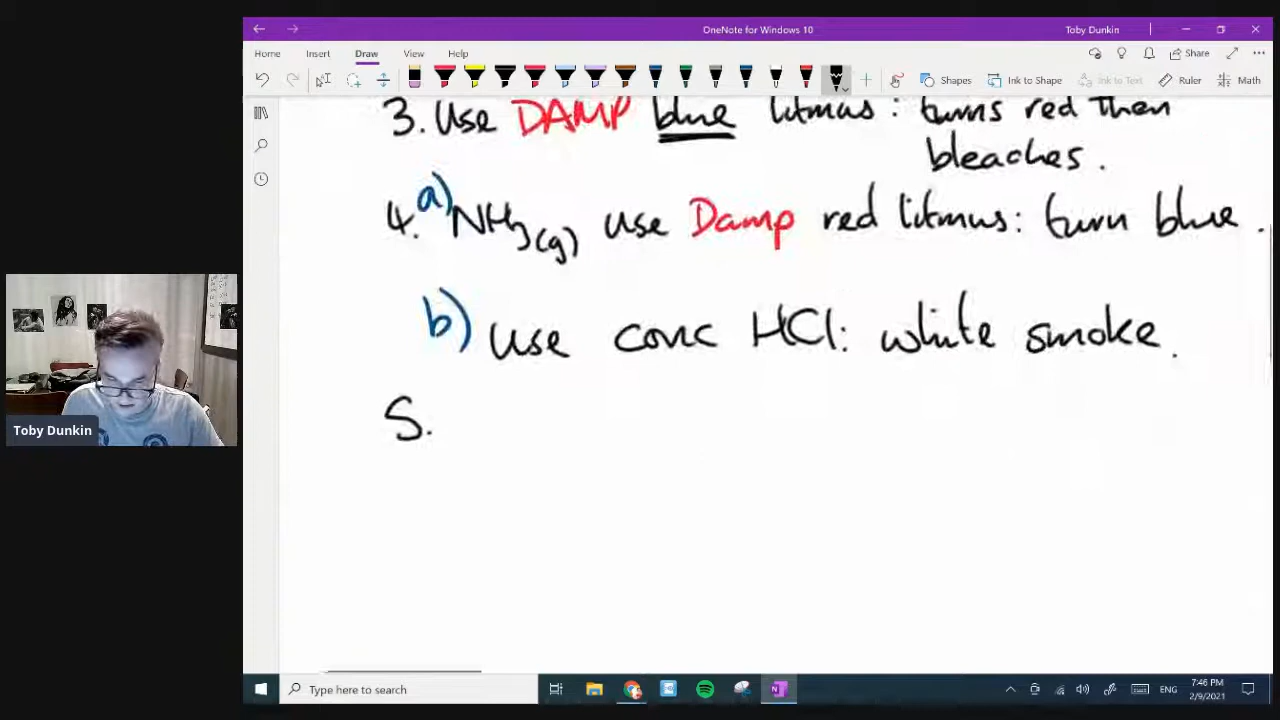 OneNote for Windows 10
Toby Dunkin
Home Insert Draw View Help
Share
Shapes
Ink to Shape
Ink to Text
Ruler
Math
3. Use DAMP blue litmus : turns red then
bleaches.
4. a) NH3(g) use Damp red litmus: turn blue.
b) Use conc HCl: white smoke.
5.
Toby Dunkin
Type here to search
ENG
7:46 PM
2/9/2021